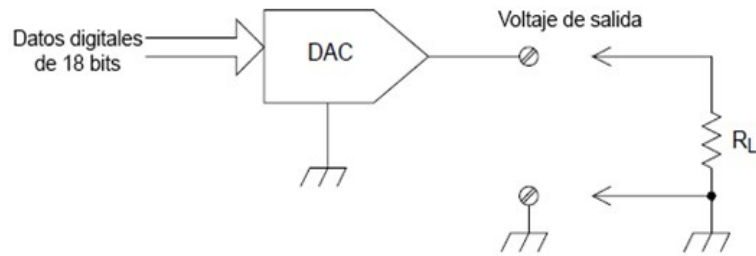 Voltaje de salida
Datos digitales
de 18 bits
DAC
RL